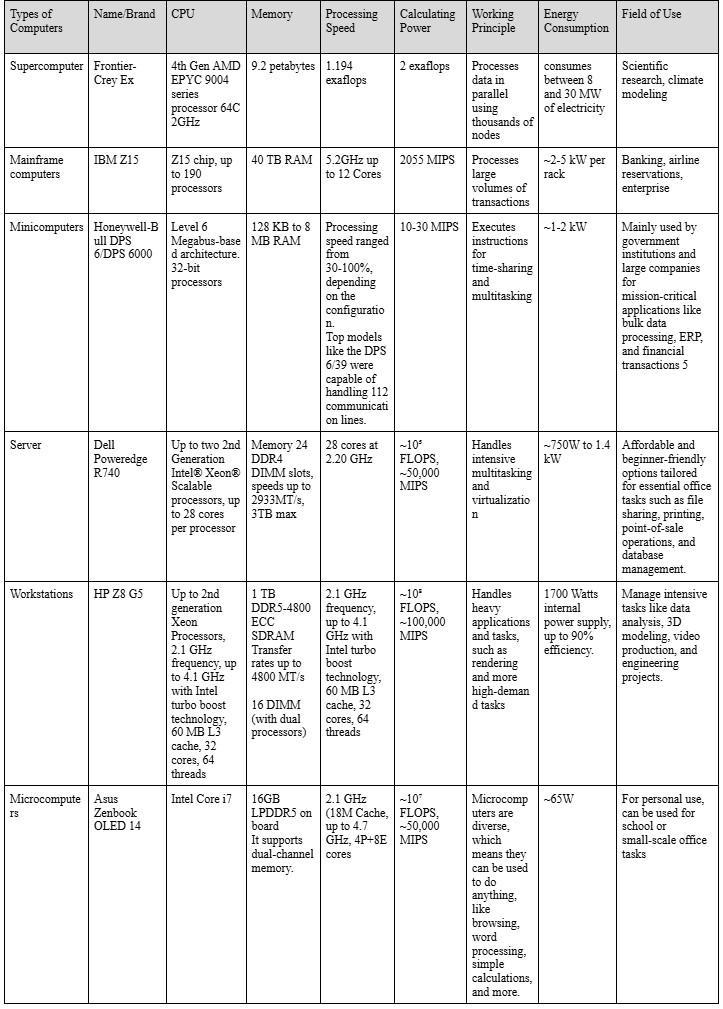 Types of Computers
Name/Brand
CPU
Memory
Processing Speed
Calculating Power
Working Principle
Energy Consumption
Field of Use
Supercomputer
Frontier-
Crey Ex
4th Gen AMD
EPYC 9004
series
processor 64C
2GHz
9.2 petabytes
1.194
exaflops
2 exaflops
Processes
data in
parallel
using
thousands of
nodes
consumes
between 8
and 30 MW
of electricity
Scientific
research, climate
modeling
Mainframe
computers
IBM Z15
Z15 chip, up
to 190
processors
40 TB RAM
5.2GHz up
to 12 Cores
2055 MIPS
Processes
large
volumes of
transactions
~2-5 kW per
rack
Banking, airline
reservations,
enterprise
Minicomputers
Honeywell-B
ull DPS
6/DPS 6000
Level 6
Megabus-base
d architecture.
32-bit
processors
128 KB to 8
MB RAM
Processing
speed ranged
from
30-100%,
depending
on the
configuratio
n.
Top models
like the DPS
6/39 were
capable of
handling 112
communicati
on lines.
10-30 MIPS
Executes
instructions
for
time-sharing
and
multitasking
~1-2 kW
Mainly used by
government
institutions and
large companies
for
mission-critical
applications like
bulk data
processing, ERP,
and financial
transactions 5
Server
Dell
Poweredge
R740
Up to two 2nd
Generation
Intel® Xeon®
Scalable
processors, up
to 28 cores
per processor
Memory 24
DDR4
DIMM slots,
speeds up to
2933MT/s,
3TB max
28 cores at
2.20 GHz
FLOPS,
~50,000
MIPS
Handles
intensive
multitasking
and
virtualizatio
n
~750W to 1.4
kW
Affordable and
beginner-friendly
options tailored
for essential office
tasks such as file
sharing, printing,
point-of-sale
operations, and
database
management.
Workstations
HP Z8 G5
Up to 2nd
generation
Xeon
Processors,
2.1 GHz
frequency, up
to 4.1 GHz
with Intel
turbo boost
technology,
60 MB L3
cache, 32
cores, 64
threads
1 TB
DDR5-4800
ECC
SDRAM
Transfer
rates up to
4800 MT/s
16 DIMM
(with dual
processors)
2.1 GHz
frequency,
up to 4.1
GHz with
Intel turbo
boost
technology,
60 MB L3
cache, 32
cores, 64
threads
FLOPS,
~100,000
MIPS
Handles
heavy
applications
and tasks,
such as
rendering
and more
high-deman
d tasks
1700 Watts
internal
power supply,
up to 90%
efficiency.
Manage intensive
tasks like data
analysis, 3D
modeling, video
production, and
engineering
projects.
Microcompute
rs
Asus
Zenbook
OLED 14
Intel Core i7
16GB
LPDDR5 on
board
It supports
dual-channel
memory.
2.1 GHz
(18M Cache,
up to 4.7
GHz, 4P+8E
cores
~10⁷
FLOPS,
~50,000
MIPS
Microcomp
uters are
diverse,
which
means they
can be used
to do
anything,
like
browsing,
word
processing,
simple
calculations,
and more.
~65W
For personal use,
can be used for
school or
small-scale office
tasks